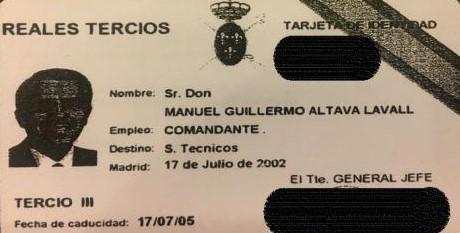 REALES TERCIOS
TARJETA DE IDENTIDAD
Nombre: Sr. Don
MANUEL GUILLERMO ALTAVA LAVALL
Empleo: COMANDANTE .
Destino: S. Tecnicos
Madrid: 17 de Julio de 2002
El Tte. GENERAL JEFE
TERCIO III
Fecha de caducidad: 17/07/05